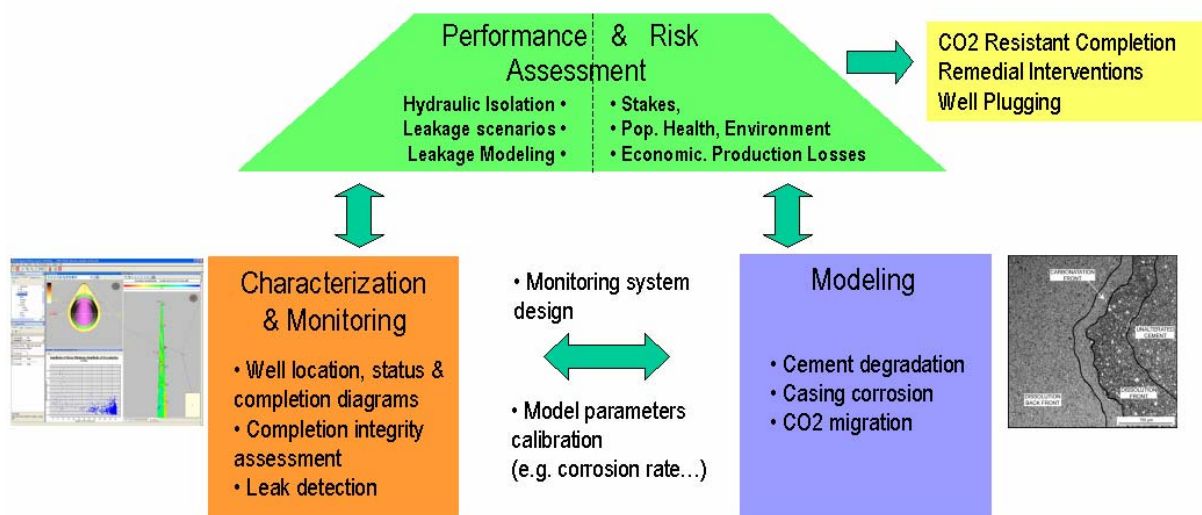 Performance & Risk
Assessment
Hydraulic Isolation •
Leakage scenarios •
Leakage Modeling •
• Stakes,
• Pop. Health, Environment
• Economic. Production Losses
CO2 Resistant Completion
Remedial Interventions
Well Plugging
Characterization
& Monitoring
• Well location, status &
completion diagrams
• Completion integrity
assessment
• Leak detection
• Monitoring system
design
• Model parameters
calibration
(e.g. corrosion rate…)
Modeling
• Cement degradation
• Casing corrosion
• CO2 migration
CARBONATATION
FRONT
UNALTERATED
CEMENT
DISSOLUTION
BACK FRONT
DISSOLUTION
FRONT